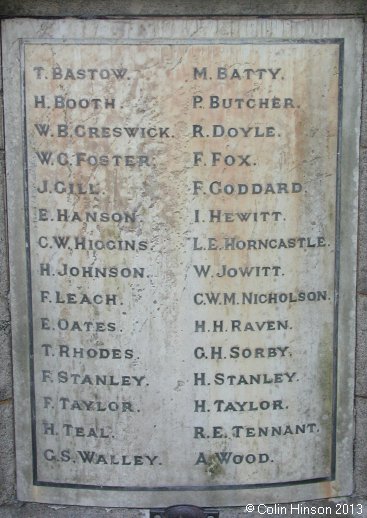 T. BASTOW. M. BATTY.
H. BOOTH. P. BUTCHER.
W. B. CRESWICK. R. DOYLE.
W. G. FOSTER. F. FOX.
J. GILL. F. GODDARD.
E. HANSON. I. HEWITT.
C. W. HIGGINS. L. E. HORNCASTLE.
H. JOHNSON. W. JOWITT.
F. LEACH. C. W. M. NICHOLSON.
E. OATES. H. H. RAVEN.
T. RHODES. G. H. SORBY.
F. STANLEY. H. STANLEY.
F. TAYLOR. H. TAYLOR.
H. TEAL. R. E. TENNANT.
G. S. WALLEY. A. WOOD.
© Colin Hinson 2013